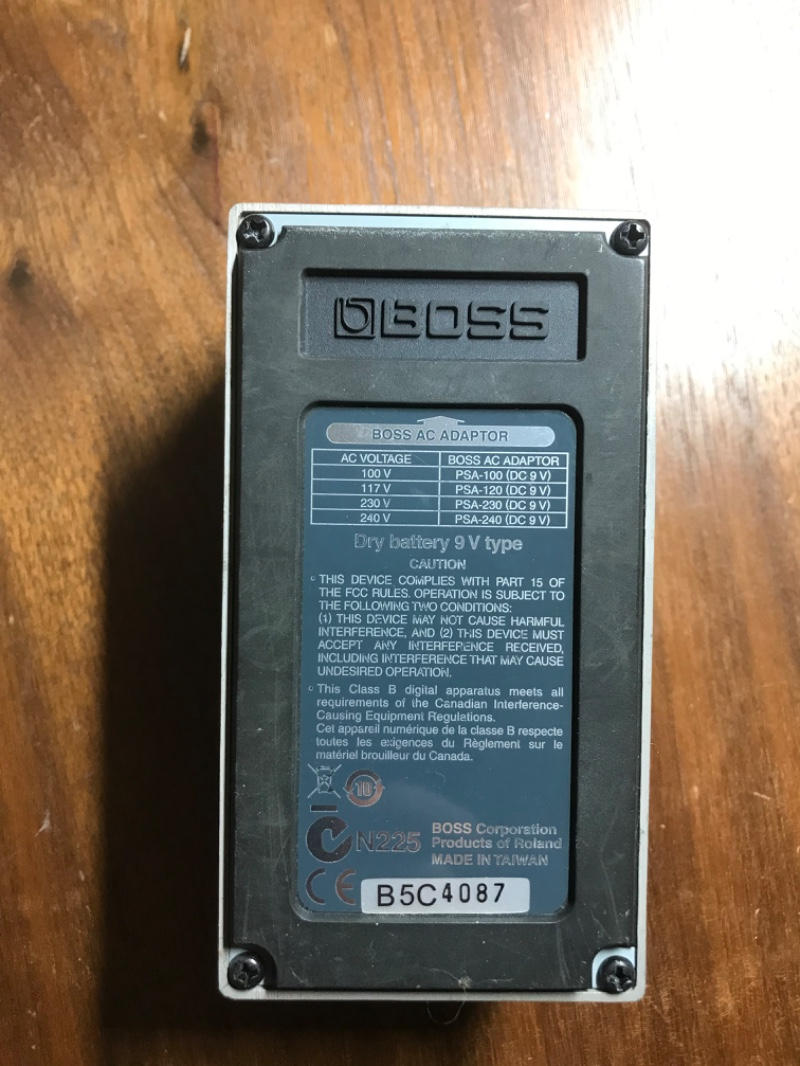 BOSS
BOSS AC ADAPTOR
AC VOLTAGE BOSS AC ADAPTOR
100 V PSA-100 (DC 9 V)
117 V PSA-120 (DC 9 V)
230 V PSA-230 (DC 9 V)
240 V PSA-240 (DC 9 V)
Dry battery 9 V type
CAUTION
THIS DEVICE COMPLIES WITH PART 15 OF
THE FCC RULES. OPERATION IS SUBJECT TO
THE FOLLOWING TWO CONDITIONS:
(1) THIS DEVICE MAY NOT CAUSE HARMFUL
INTERFERENCE, AND (2) THIS DEVICE MUST
ACCEPT ANY INTERFERENCE RECEIVED,
INCLUDING INTERFERENCE THAT MAY CAUSE
UNDESIRED OPERATION.
This Class B digital apparatus meets all
requirements of the Canadian Interference-
Causing Equipment Regulations.
Cet appareil numérique de la classe B respecte
toutes les exigences du Règlement sur le
matériel brouilleur du Canada.
10
N225
BOSS Corporation
Products of Roland
MADE IN TAIWAN
CE
B5C4087